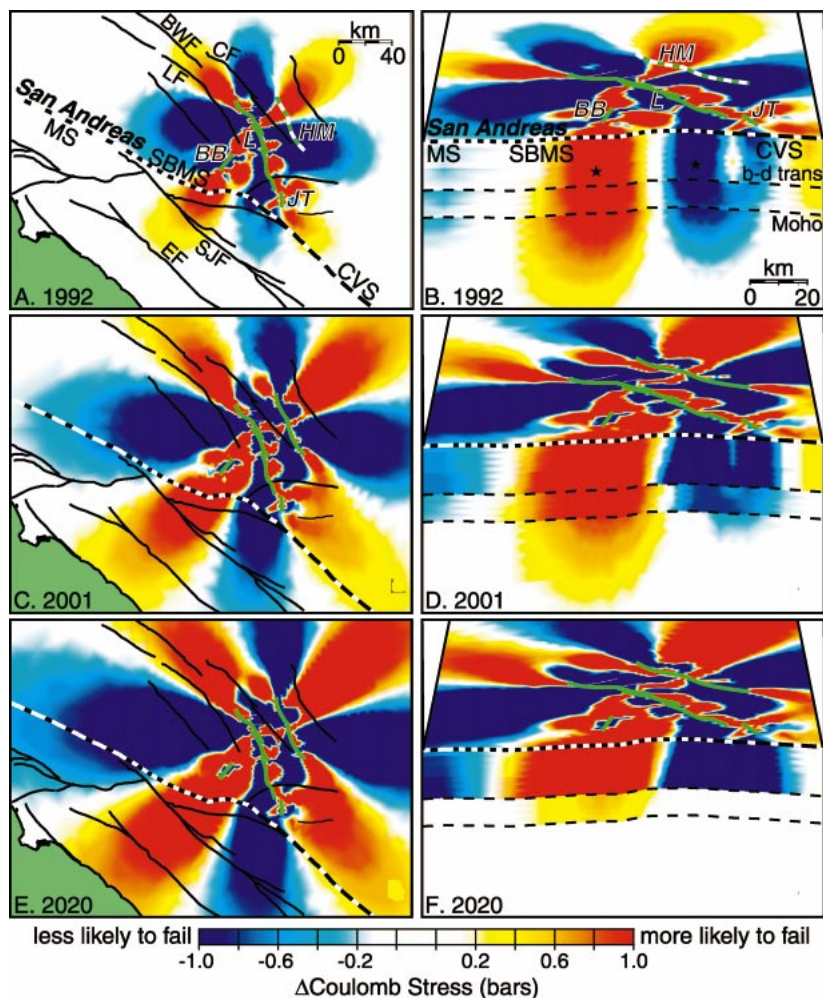 BWF
CF
km
0 40
LF
San Andreas
MS
SBMS
BB
L
HM
JT
EF
SJF
CVS
A. 1992
HM
BB
L
JT
San Andreas
MS
SBMS
CVS
b-d trans
Moho
km
0 20
B. 1992
C. 2001
D. 2001
E. 2020
F. 2020
less likely to fail
more likely to fail
-1.0 -0.6 -0.2 0.2 0.6 1.0
ΔCoulomb Stress (bars)